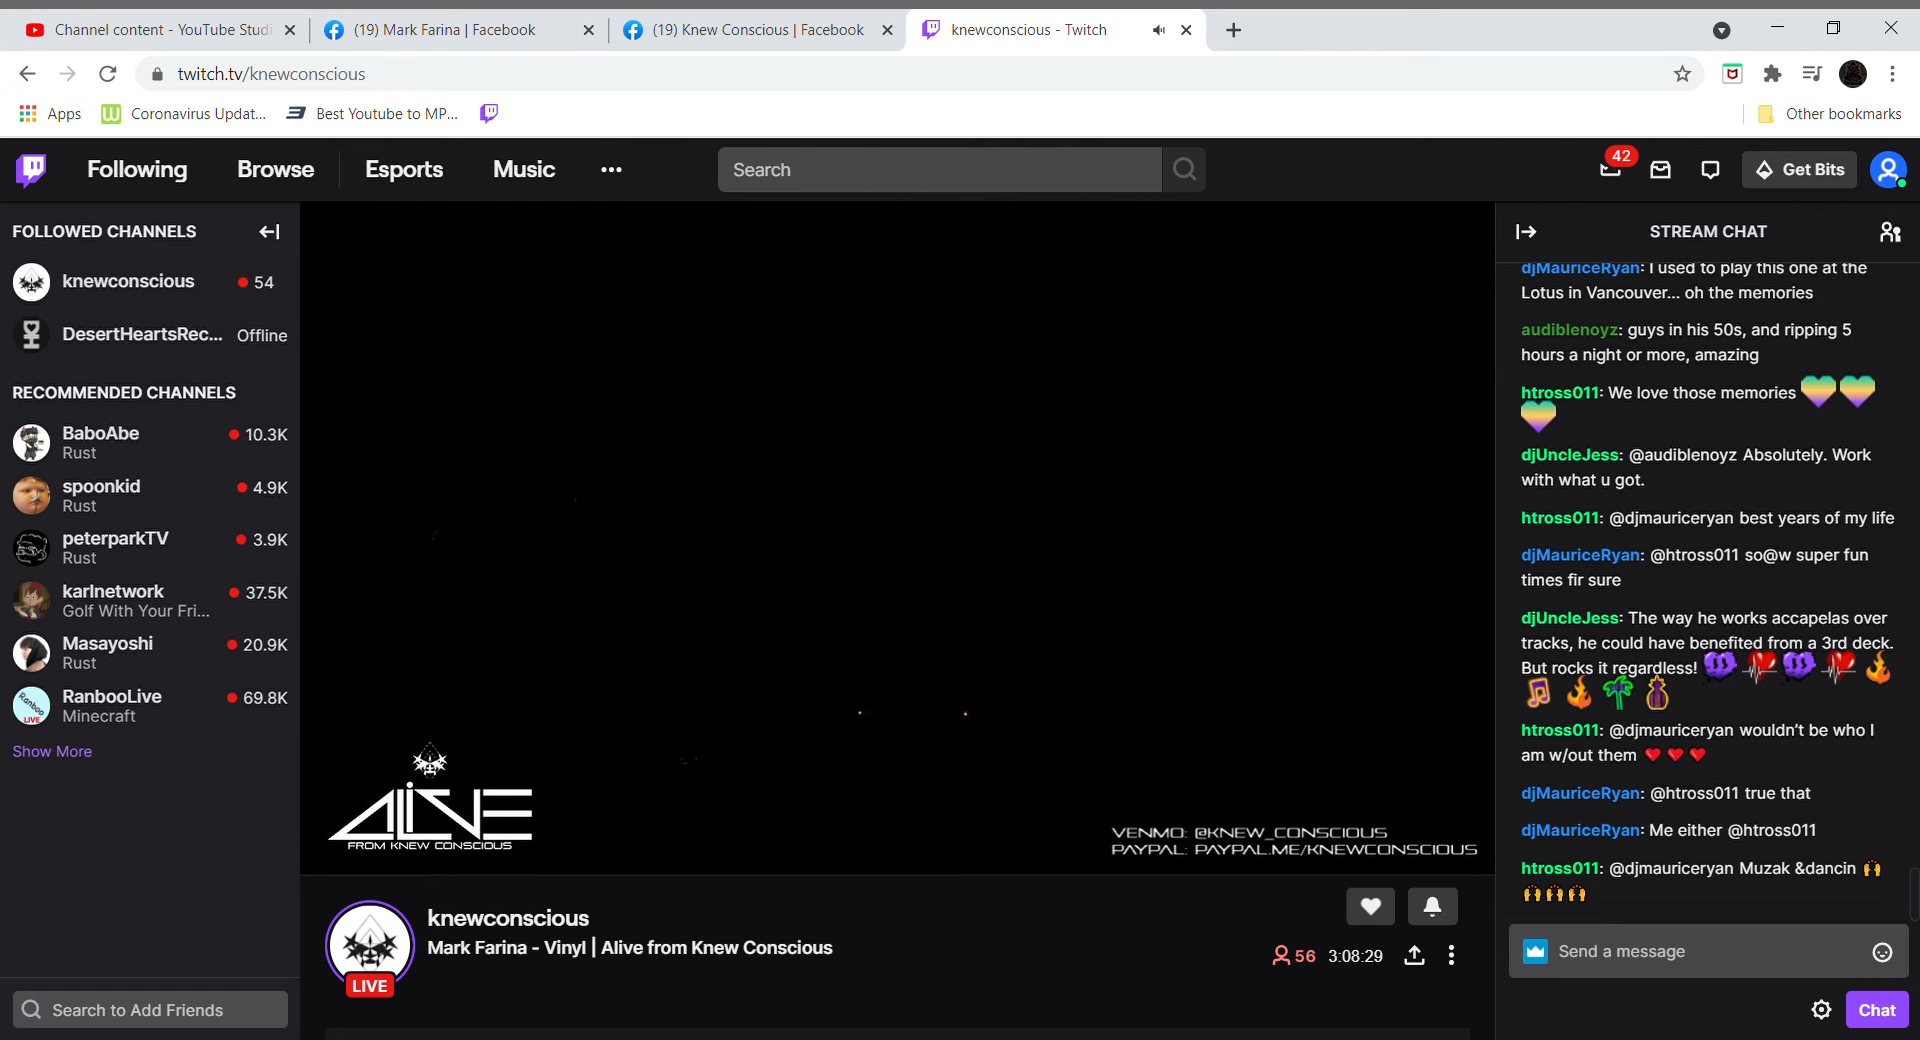 Channel content - YouTube Studi
(19) Mark Farina | Facebook
(19) Knew Conscious | Facebook
knewconscious - Twitch
twitch.tv/knewconscious
Apps
Coronavirus Updat...
Best Youtube to MP...
Other bookmarks
Following
Browse
Esports
Music
Search
42
Get Bits
FOLLOWED CHANNELS
knewconscious
54
DesertHeartsRec...
Offline
RECOMMENDED CHANNELS
BaboAbe
10.3K
Rust
spoonkid
4.9K
Rust
peterparkTV
3.9K
Rust
karlnetwork
37.5K
Golf With Your Fri...
Masayoshi
20.9K
Rust
RanbooLive
69.8K
Minecraft
Ranboo
LIVE
Show More
Search to Add Friends
ALiVE
FROM KNEW CONSCIOUS
VENMO: @KNEW_CONSCIOUS
PAYPAL: PAYPAL.ME/KNEWCONSCIOUS
LIVE
knewconscious
Mark Farina - Vinyl | Alive from Knew Conscious
56
3:08:29
STREAM CHAT
djMauriceRyan: I used to play this one at the
Lotus in Vancouver... oh the memories
audiblenoyz: guys in his 50s, and ripping 5
hours a night or more, amazing
htross011: We love those memories
djUncleJess: @audiblenoyz Absolutely. Work
with what u got.
htross011: @djmauriceryan best years of my life
djMauriceRyan: @htross011 so@w super fun
times fir sure
djUncleJess: The way he works accapelas over
tracks, he could have benefited from a 3rd deck.
But rocks it regardless!
htross011: @djmauriceryan wouldn't be who I
am w/out them
djMauriceRyan: @htross011 true that
djMauriceRyan: Me either @htross011
htross011: @djmauriceryan Muzak &dancin
Send a message
Chat